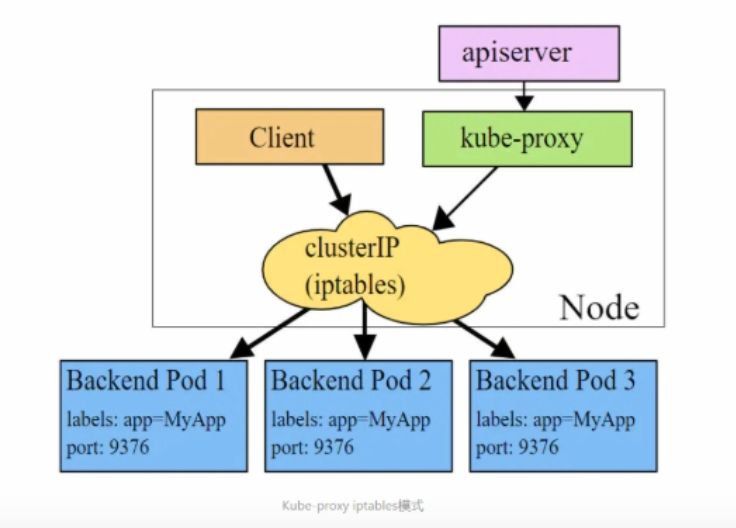 apiserver
Client
kube-proxy
clusterIP
(iptables)
Node
Backend Pod 1
labels: app=MyApp
port: 9376
Backend Pod 2
labels: app=MyApp
port: 9376
Backend Pod 3
labels: app=MyApp
port: 9376
Kube-proxy iptables模式